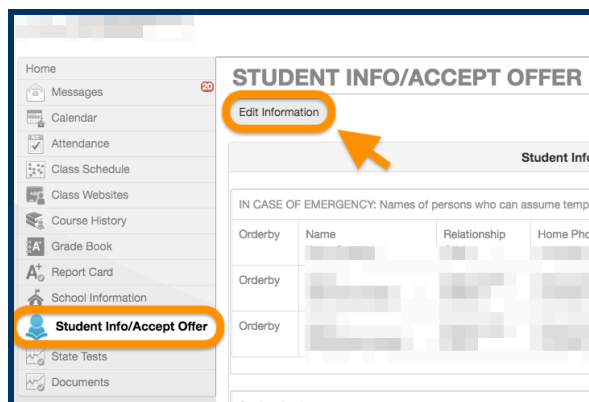 Home
Messages
20
Calendar
Attendance
Class Schedule
Class Websites
Course History
Grade Book
Report Card
School Information
Student Info/Accept Offer
State Tests
Documents
STUDENT INFO/ACCEPT OFFER
Edit Information
Student Info
IN CASE OF EMERGENCY: Names of persons who can assume temp
Orderby Name Relationship Home Pho
Orderby
Orderby